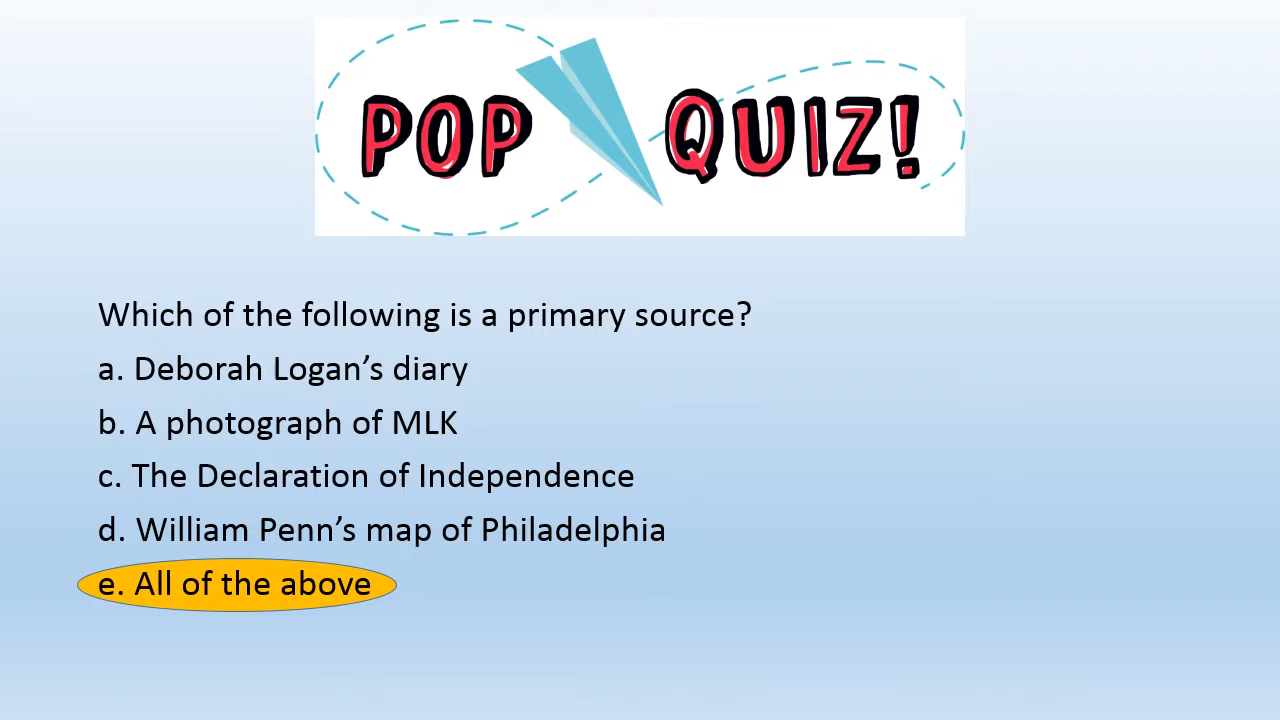 POP QUIZ!
Which of the following is a primary source?
a. Deborah Logan’s diary
b. A photograph of MLK
c. The Declaration of Independence
d. William Penn’s map of Philadelphia
e. All of the above